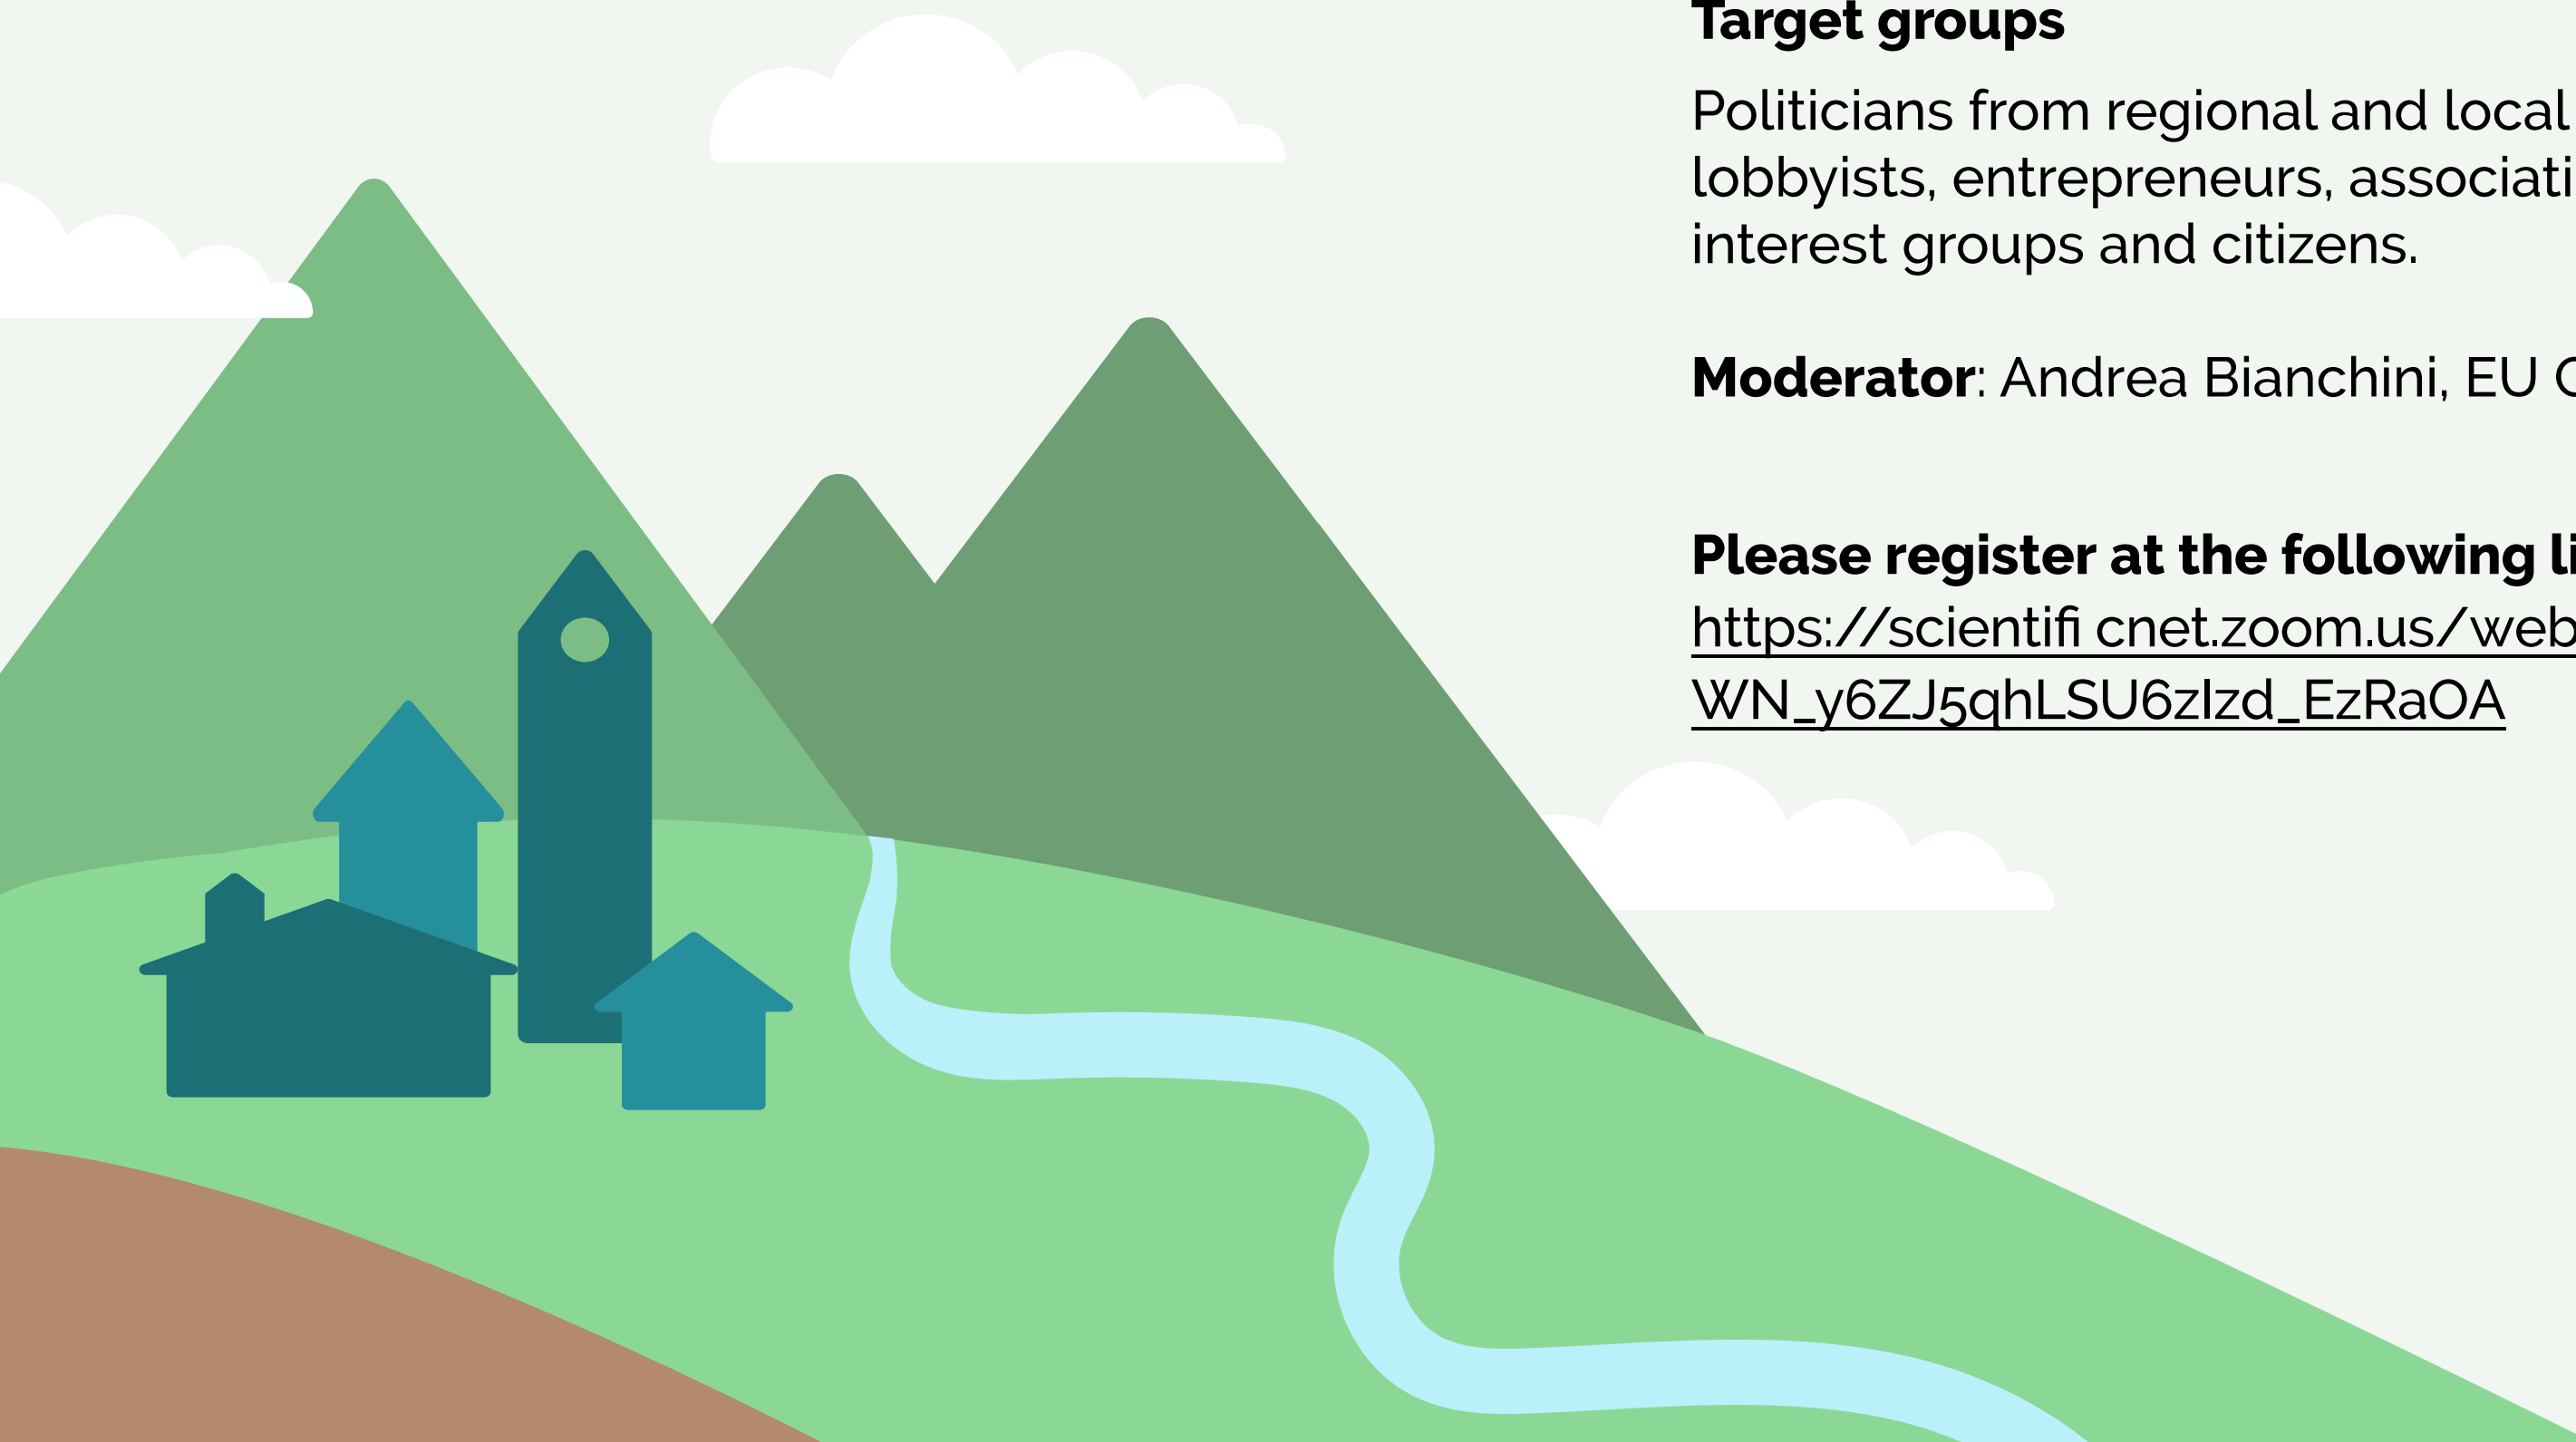 Target groups
Politicians from regional and local
lobbyists, entrepreneurs, associati
interest groups and citizens.
Moderator: Andrea Bianchini, EU
Please register at the following li
https://scientifi cnet.zoom.us/web
WN_y6ZJ5qhLSU6zIzd_EzRaOA